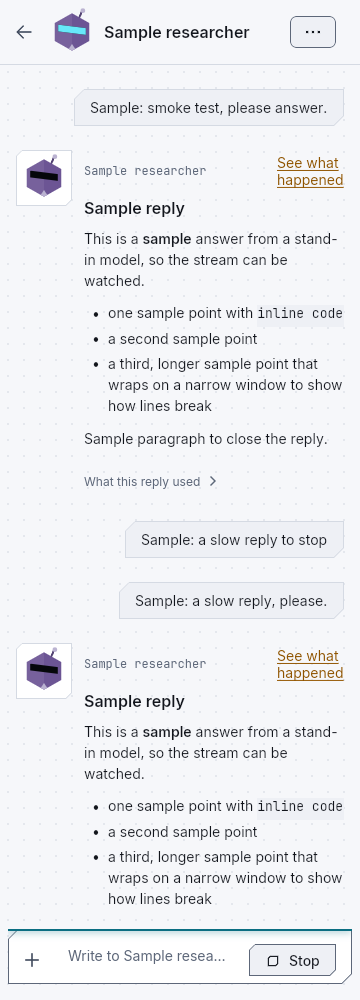 Sample researcher
Sample: smoke test, please answer.
Sample researcher
See what
happened
Sample reply
This is a sample answer from a stand-
in model, so the stream can be
watched.
• one sample point with inline code
• a second sample point
• a third, longer sample point that
wraps on a narrow window to show
how lines break
Sample paragraph to close the reply.
What this reply used
Sample: a slow reply to stop
Sample: a slow reply, please.
Sample researcher
See what
happened
Sample reply
This is a sample answer from a stand-
in model, so the stream can be
watched.
• one sample point with inline code
• a second sample point
• a third, longer sample point that
wraps on a narrow window to show
how lines break
Write to Sample resea...
Stop